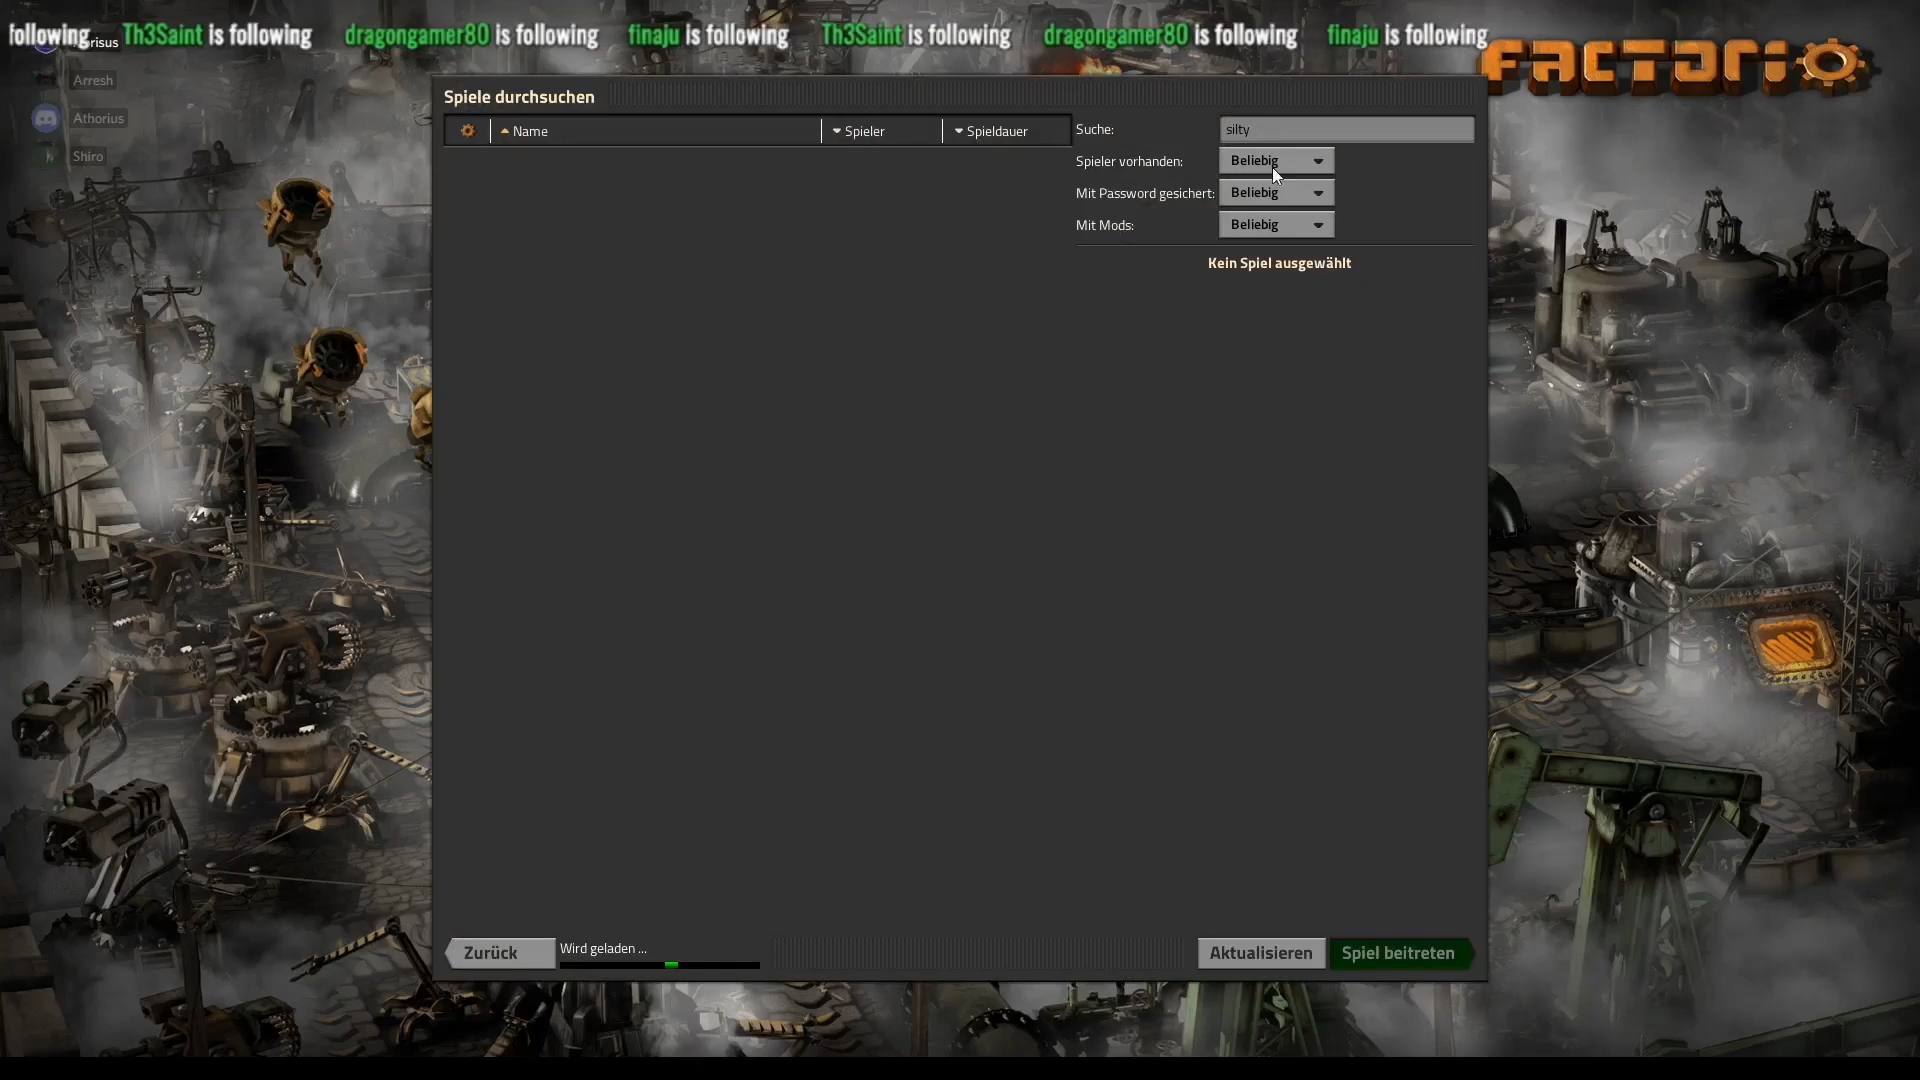 following Th3Saint is following dragongamer80 is following finaju is following Th3Saint is following dragongamer80 is following finaju is following
Arresh
Athorius
Shiro
FACTORIO
Spiele durchsuchen
Name Spieler Spieldauer
Suche: silty
Spieler vorhanden: Beliebig
Mit Password gesichert: Beliebig
Mit Mods: Beliebig
Kein Spiel ausgewählt
Zurück Wird geladen ... Aktualisieren Spiel beitreten